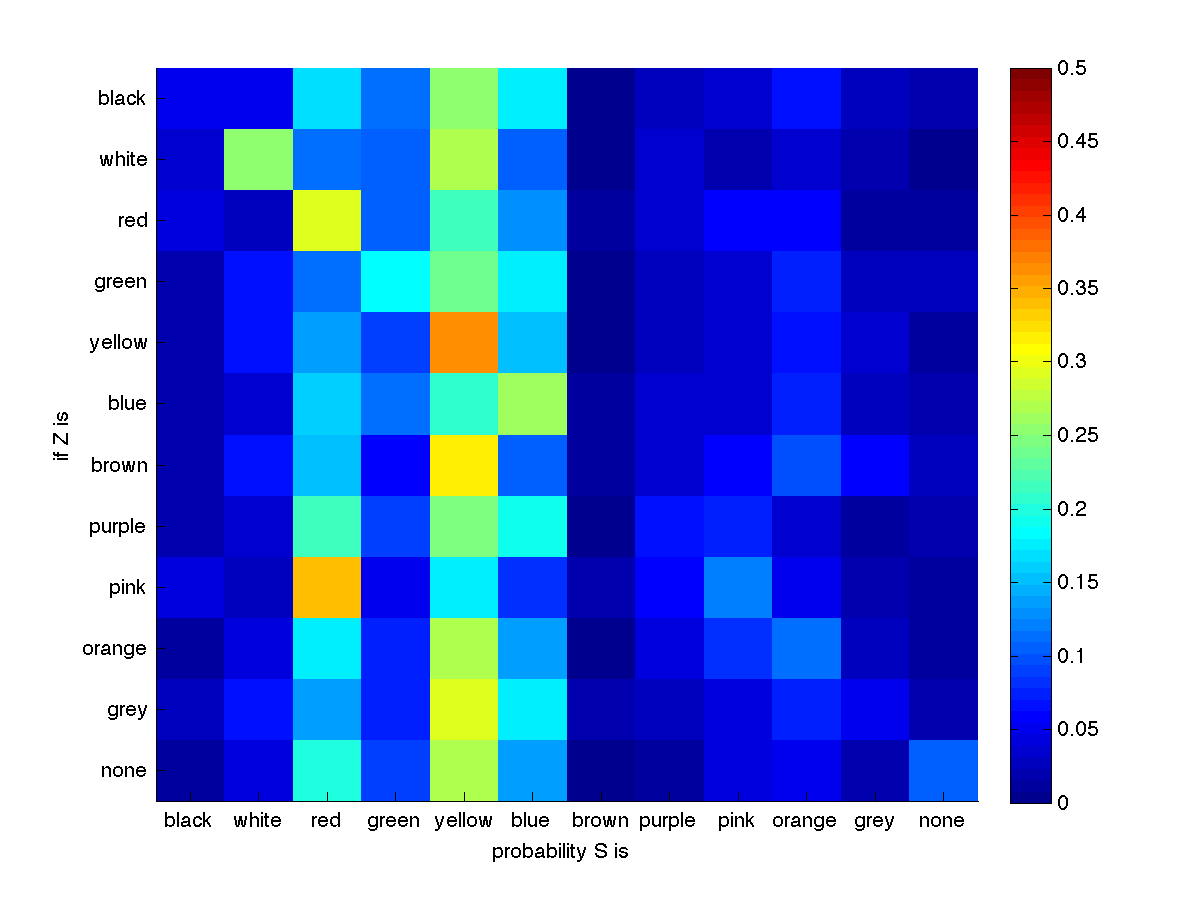 black
white
red
green
yellow
blue
brown
purple
pink
orange
grey
none
if Z is
black white red green yellow blue brown purple pink orange grey none
probability S is
0.5
0.45
0.4
0.35
0.3
0.25
0.2
0.15
0.1
0.05
0